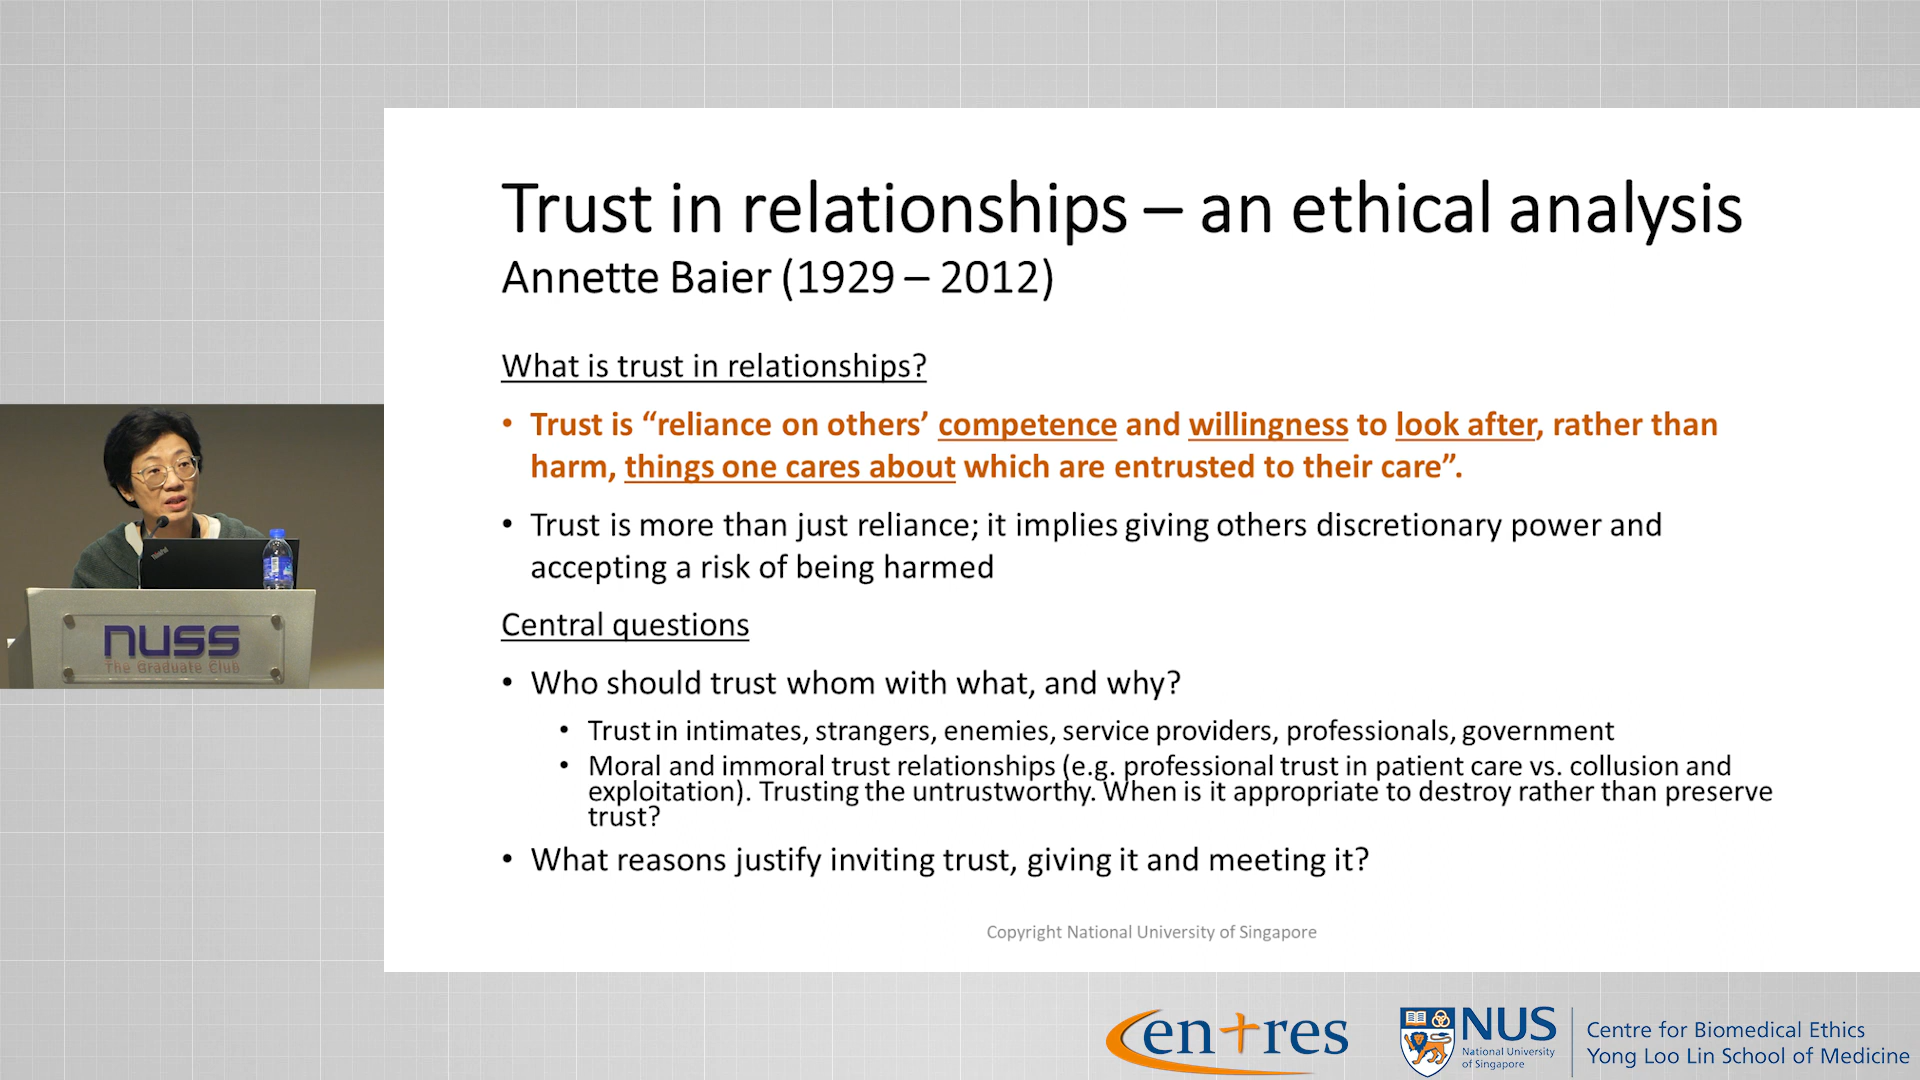 Trust in relationships – an ethical analysis
Annette Baier (1929 – 2012)
What is trust in relationships?
• Trust is “reliance on others’ competence and willingness to look after, rather than
harm, things one cares about which are entrusted to their care”.
• Trust is more than just reliance; it implies giving others discretionary power and
accepting a risk of being harmed
Central questions
• Who should trust whom with what, and why?
• Trust in intimates, strangers, enemies, service providers, professionals, government
• Moral and immoral trust relationships (e.g. professional trust in patient care vs. collusion and
exploitation). Trusting the untrustworthy. When is it appropriate to destroy rather than preserve
trust?
• What reasons justify inviting trust, giving it and meeting it?
Copyright National University of Singapore
ThinkPad
nuss
The Graduate Club
Centres
NUS
National University
of Singapore
Centre for Biomedical Ethics
Yong Loo Lin School of Medicine